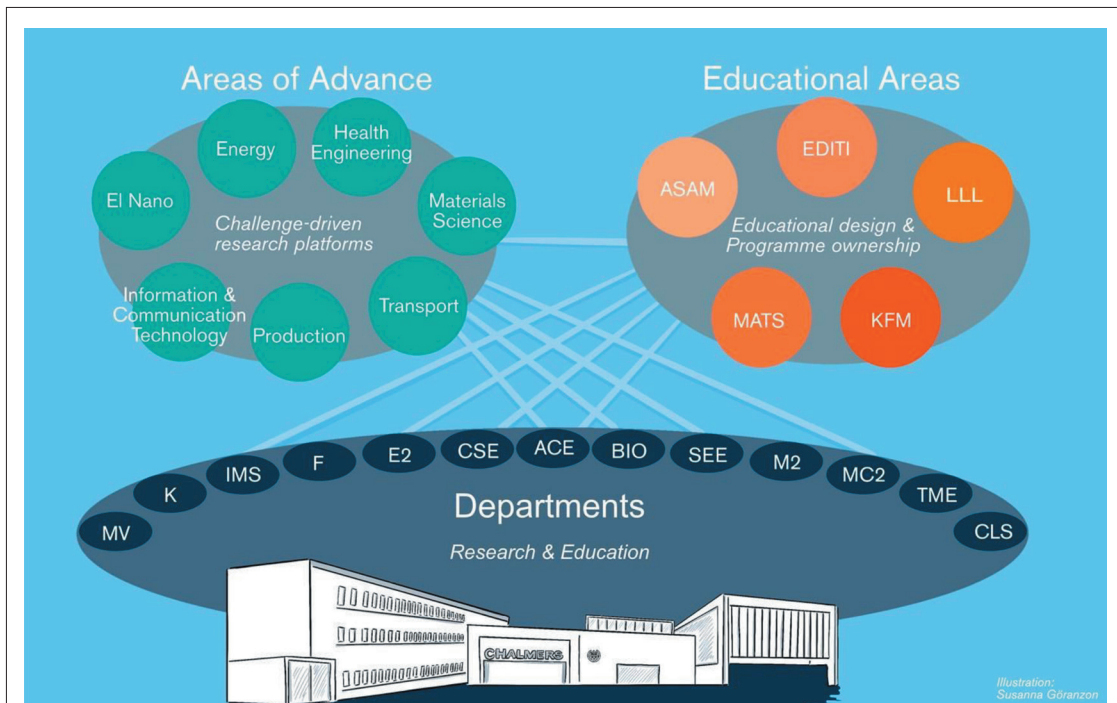 Areas of Advance
Energy
Health
Engineering
El Nano
Materials
Science
Challenge-driven
research platforms
Information &
Communication
Technology
Production
Transport
Educational Areas
EDITI
ASAM
LLL
Educational design &
Programme ownership
MATS
KFM
MV
K
IMS
F
E2
CSE
ACE
BIO
SEE
M2
MC2
TME
CLS
Departments
Research & Education
CHALMERS
Illustration:
Susanna Göranzon